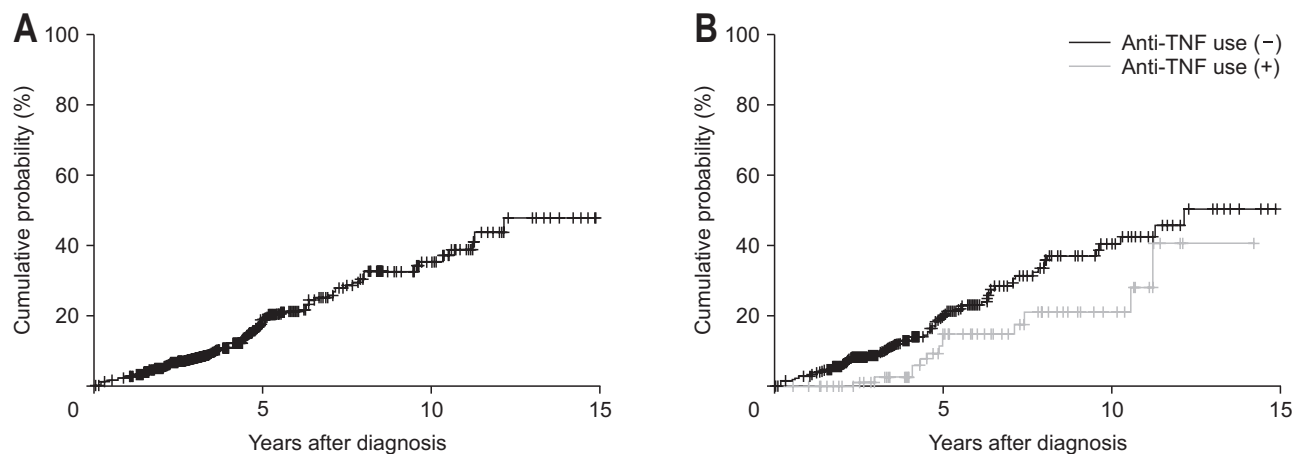 A
100
80
60
40
20
0
5
10
15
Cumulative probability (%)
Years after diagnosis
B
100
80
60
40
20
0
5
10
15
Cumulative probability (%)
Years after diagnosis
Anti-TNF use (−)
Anti-TNF use (+)